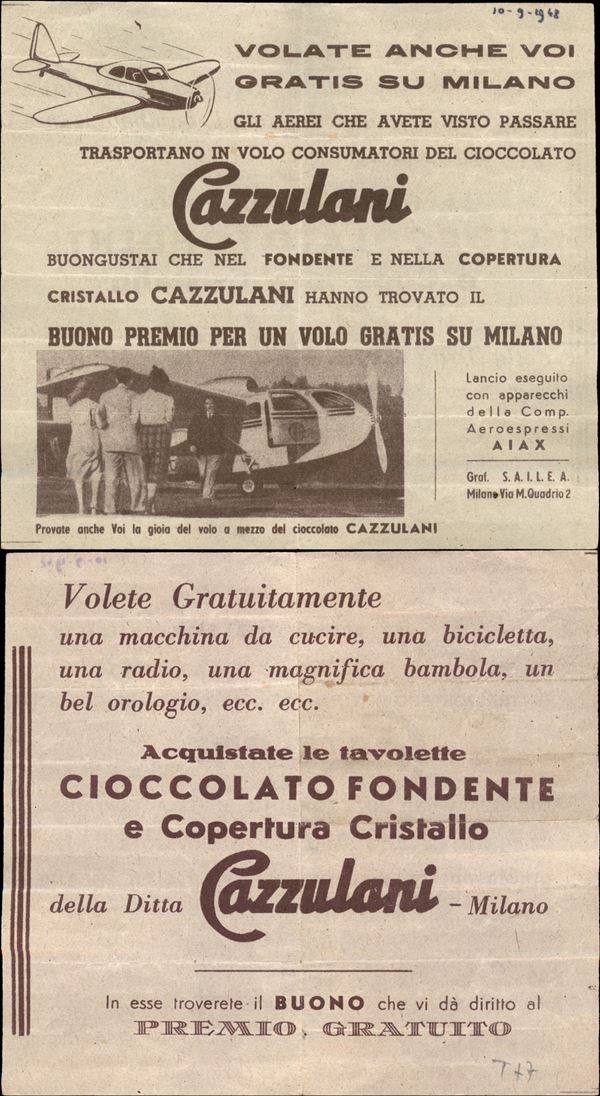 10-9-1948
VOLATE ANCHE VOI
GRATIS SU MILANO
GLI AEREI CHE AVETE VISTO PASSARE
TRASPORTANO IN VOLO CONSUMATORI DEL CIOCCOLATO
Cazzulani
BUONGUSTAI CHE NEL FONDENTE E NELLA COPERTURA
CRISTALLO CAZZULANI HANNO TROVATO IL
BUONO PREMIO PER UN VOLO GRATIS SU MILANO
Lancio eseguito
con apparecchi
della Comp.
Aeroespressi
AIAX
Graf. S. A. I. L. E. A.
Milano Via M. Quadrio 2
Provate anche Voi la gioia del volo a mezzo del cioccolato CAZZULANI
Volete Gratuitamente
una macchina da cucire, una bicicletta,
una radio, una magnifica bambola, un
bel orologio, ecc. ecc.
Acquistate le tavolette
CIOCCOLATO FONDENTE
e Copertura Cristallo
della Ditta Cazzulani - Milano
In esse troverete il BUONO che vi dà diritto al
PREMIO GRATUITO